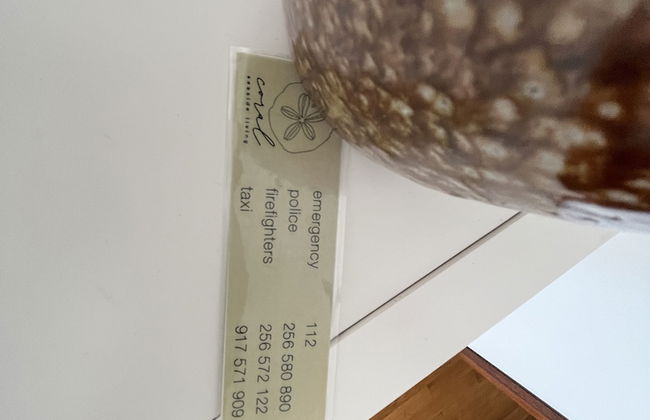 coral
seaside living
emergency 112
police 256 580 890
firefighters 256 572 122
taxi 917 571 909